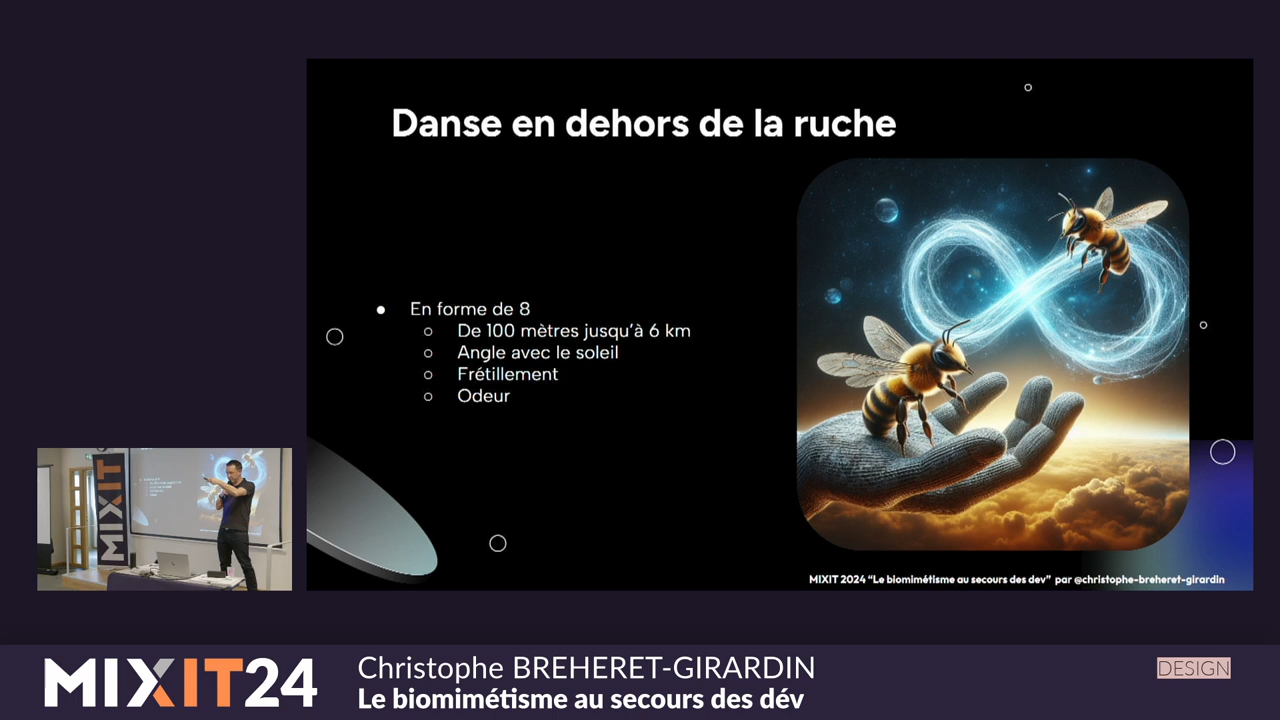 Danse en dehors de la ruche
● En forme de 8
○ De 100 mètres jusqu'à 6 km
○ Angle avec le soleil
○ Frétillement
○ Odeur
MIXIT 2024 “Le biomimétisme au secours des dev” par @christophe-breheret-girardin
MIXIT
MIXIT24
Christophe BREHERET-GIRARDIN
Le biomimétisme au secours des dév
DESIGN